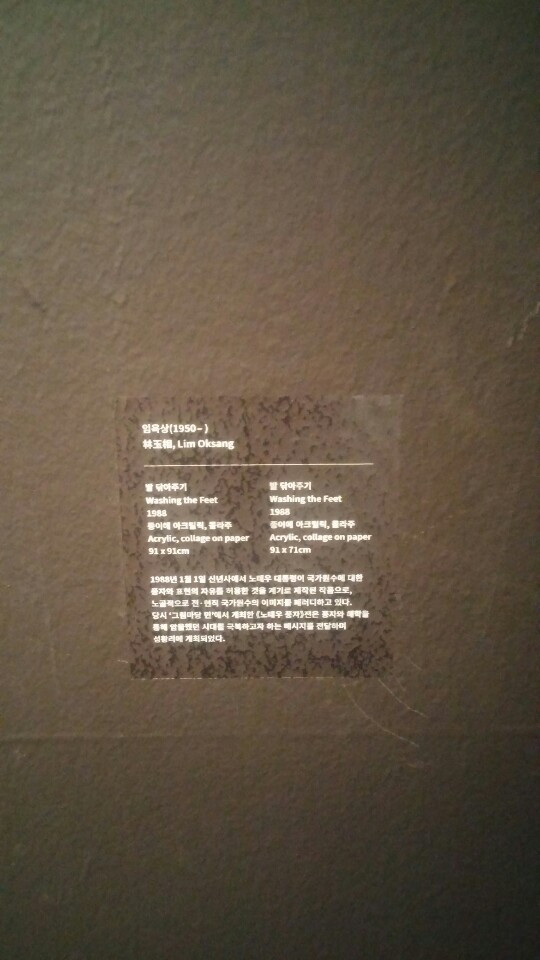 임옥상(1950~ )
林玉相, Lim Oksang
발 닦아주기
Washing the Feet
1988
종이에 아크릴릭, 콜라주
Acrylic, collage on paper
91 x 91cm
발 닦아주기
Washing the Feet
1988
종이에 아크릴릭, 콜라주
Acrylic, collage on paper
91 x 71cm
1988년 1월 1일 신년사에서 노태우 대통령이 국가원수에 대한
풍자와 표현의 자유를 허용한 것을 계기로 제작된 작품으로,
노골적으로 전·현직 국가원수의 이미지를 패러디하고 있다.
당시 '그림마당 민'에서 개최한 《노태우 풍자》전은 풍자와 해학을
통해 암울했던 시대를 극복하고자 하는 메시지를 전달하며
성황리에 개최되었다.